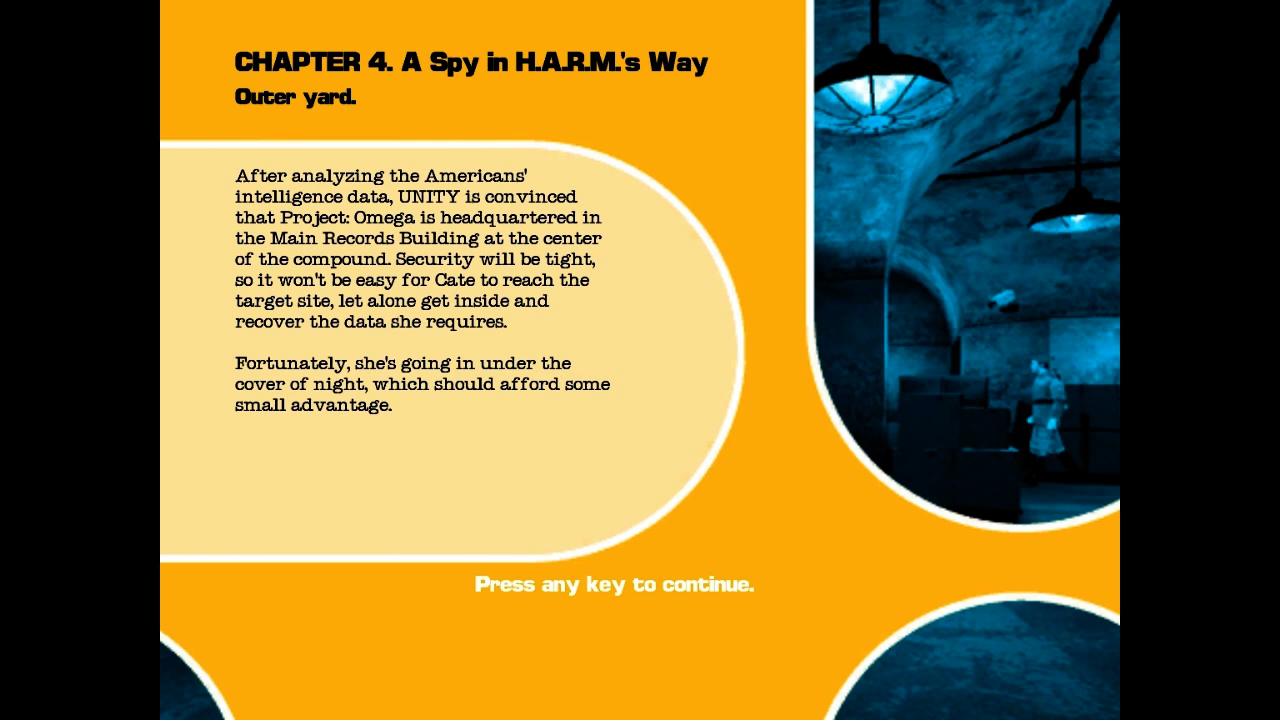 CHAPTER 4. A Spy in H.A.R.M.'s Way
Outer yard.
After analyzing the Americans'
intelligence data, UNITY is convinced
that Project: Omega is headquartered in
the Main Records Building at the center
of the compound. Security will be tight,
so it won't be easy for Cate to reach the
target site, let alone get inside and
recover the data she requires.
Fortunately, she's going in under the
cover of night, which should afford some
small advantage.
Press any key to continue.